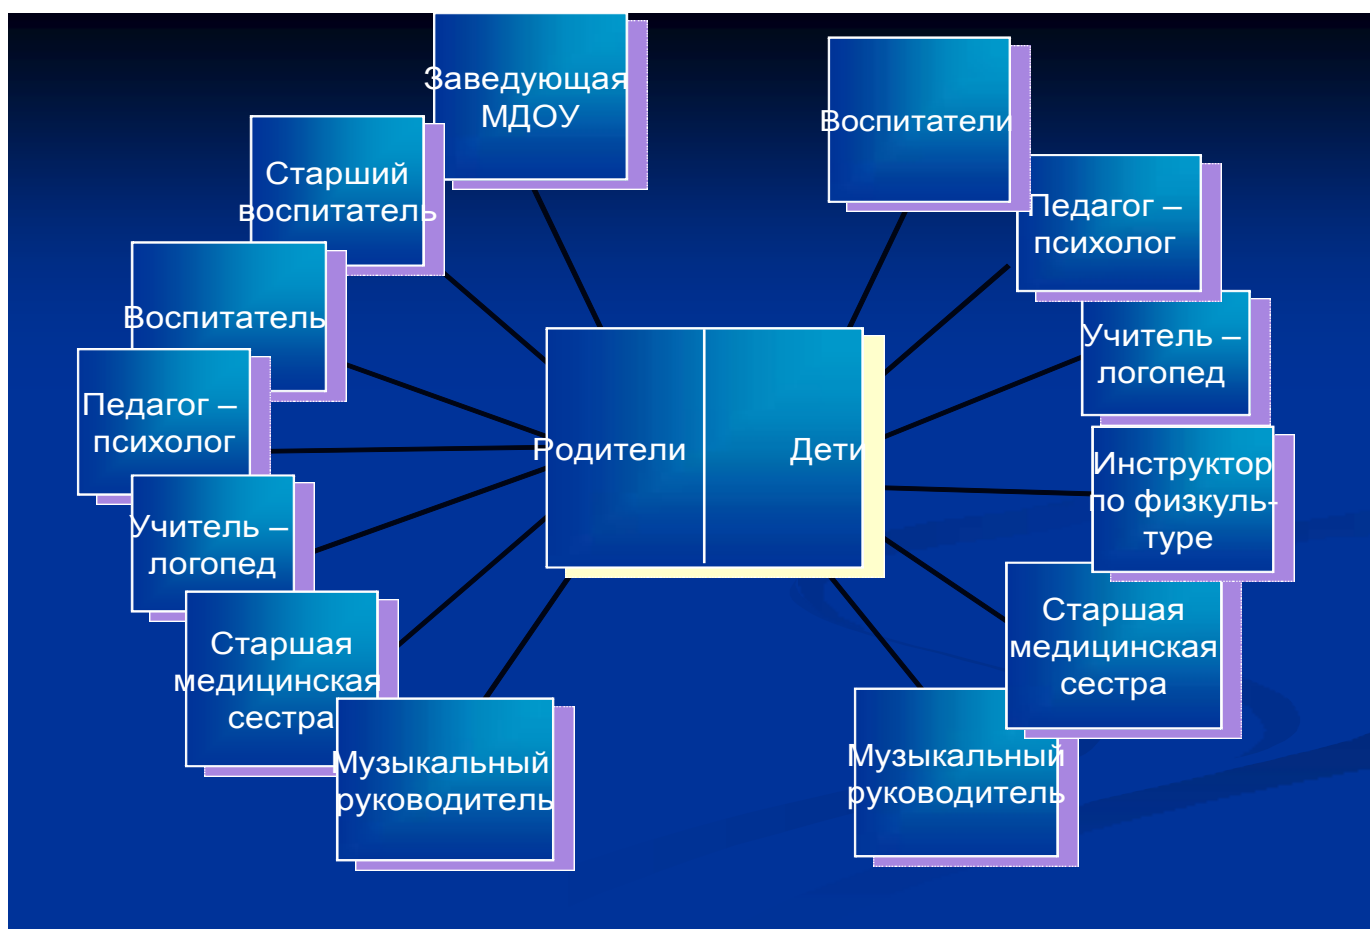 Заведующая
МДОУ
Старший
воспитатель
Воспитатель
Педагог –
психолог
Учитель –
логопед
Старшая
медицинская
сестра
Музыкальный
руководитель
Родители
Дети
Воспитатели
Педагог –
психолог
Учитель –
логопед
Инструктор
по физкуль-
туре
Старшая
медицинская
сестра
Музыкальный
руководитель